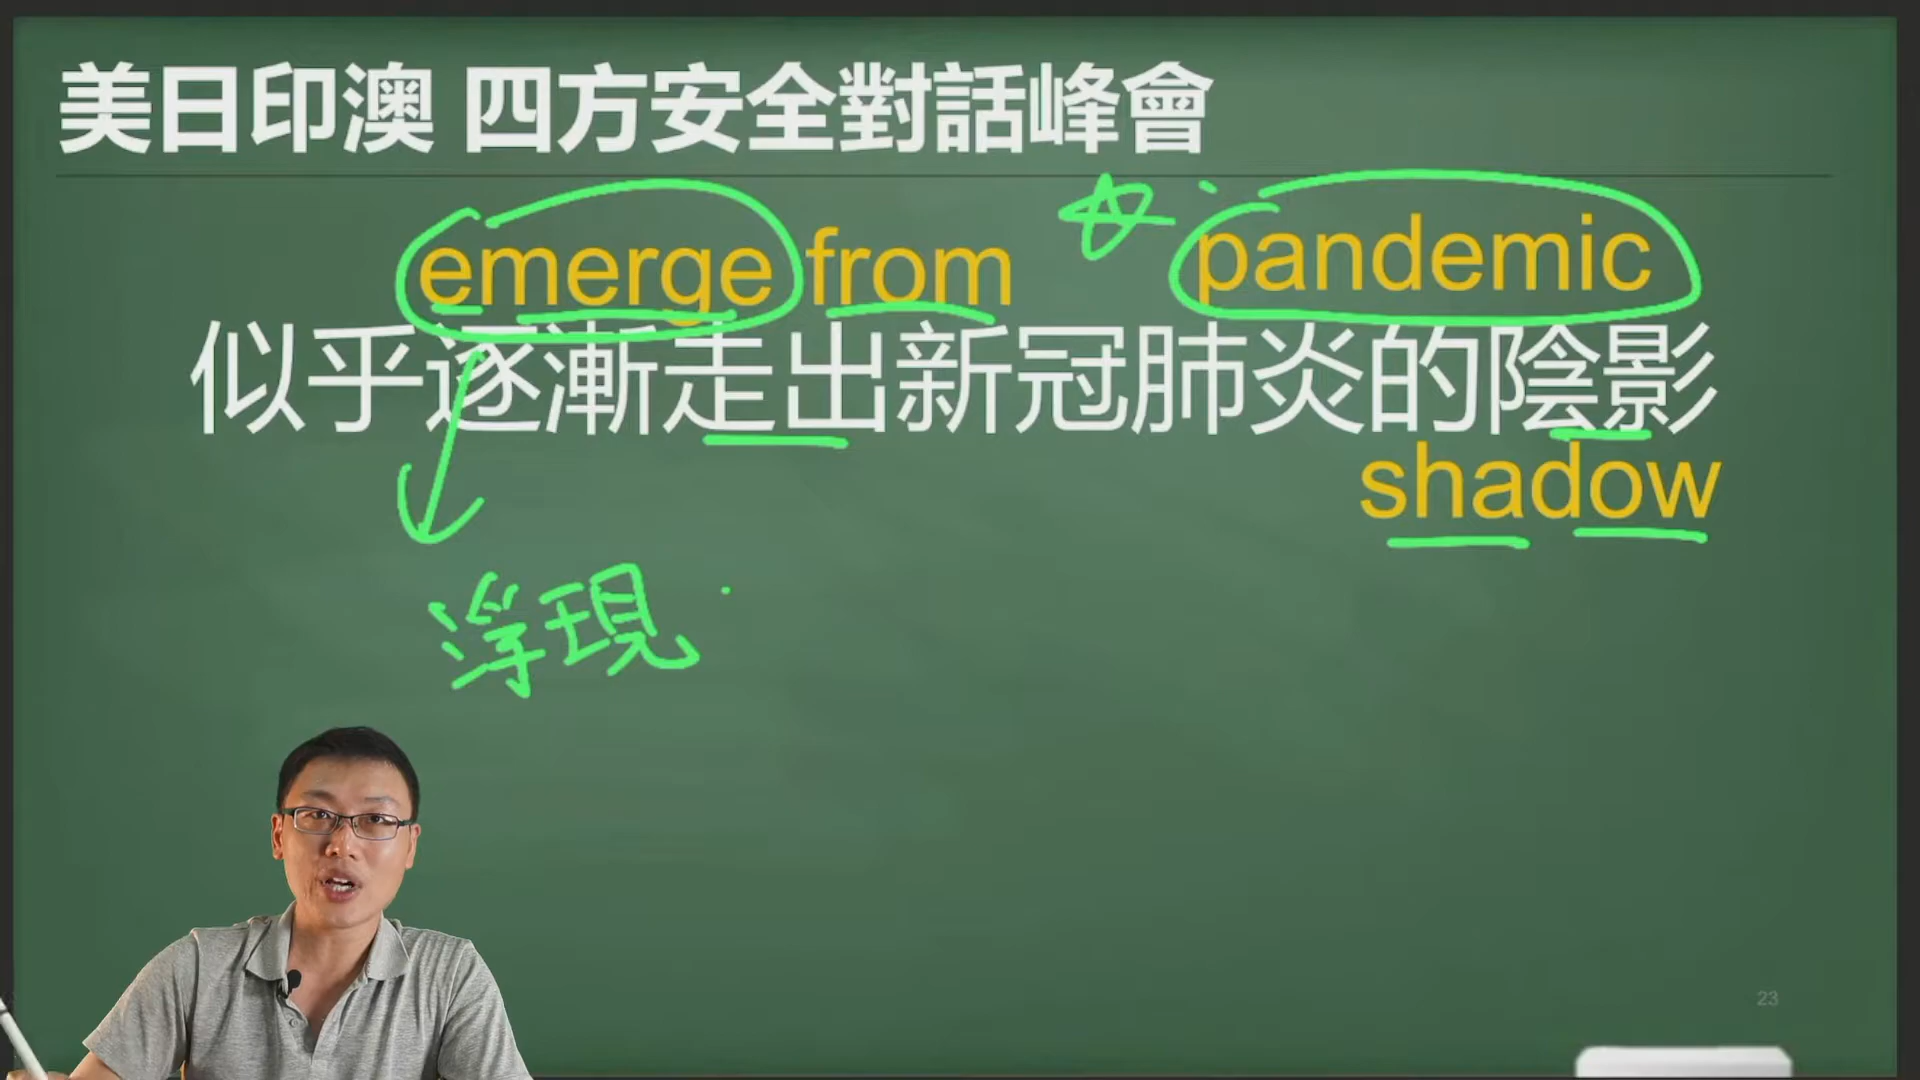 美日印澳 四方安全對話峰會
emerge from pandemic
似乎逐漸走出新冠肺炎的陰影
shadow
浮現
23